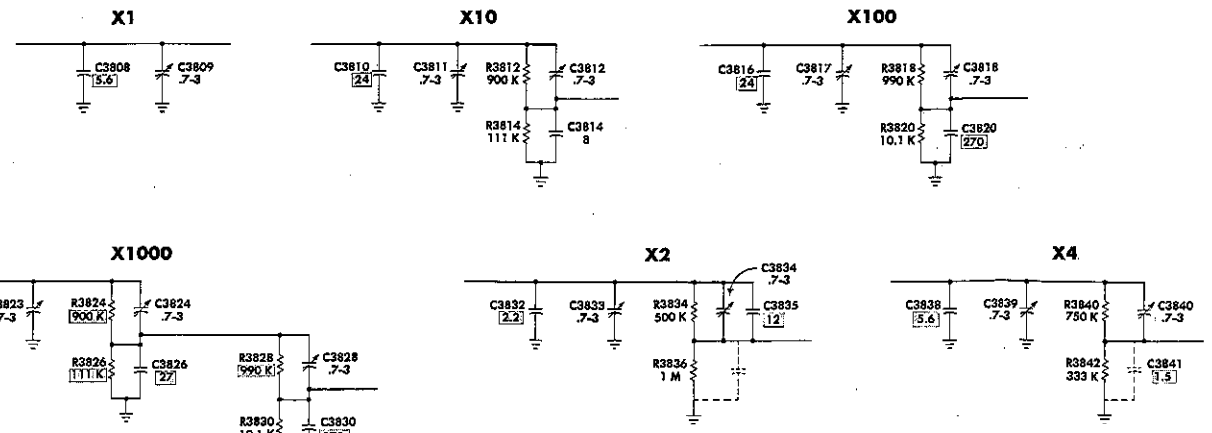 X1
C3808
5.6
C3809
.7-3
X10
C3810
24
C3811
.7-3
R3812
900 K
C3812
.7-3
R3814
111 K
C3814
8
X100
C3816
24
C3817
.7-3
R3818
990 K
C3818
.7-3
R3820
10.1 K
C3820
270
X1000
3823
7-3
R3824
900 K
C3824
.7-3
R3826
111 K
C3826
27
R3828
990 K
C3828
.7-3
R3830
C3830
X2
C3832
2.2
C3833
.7-3
R3834
500 K
C3834
.7-3
C3835
12
R3836
1 M
X4
C3838
5.6
C3839
.7-3
R3840
750 K
C3840
.7-3
R3842
333 K
C3841
1.5